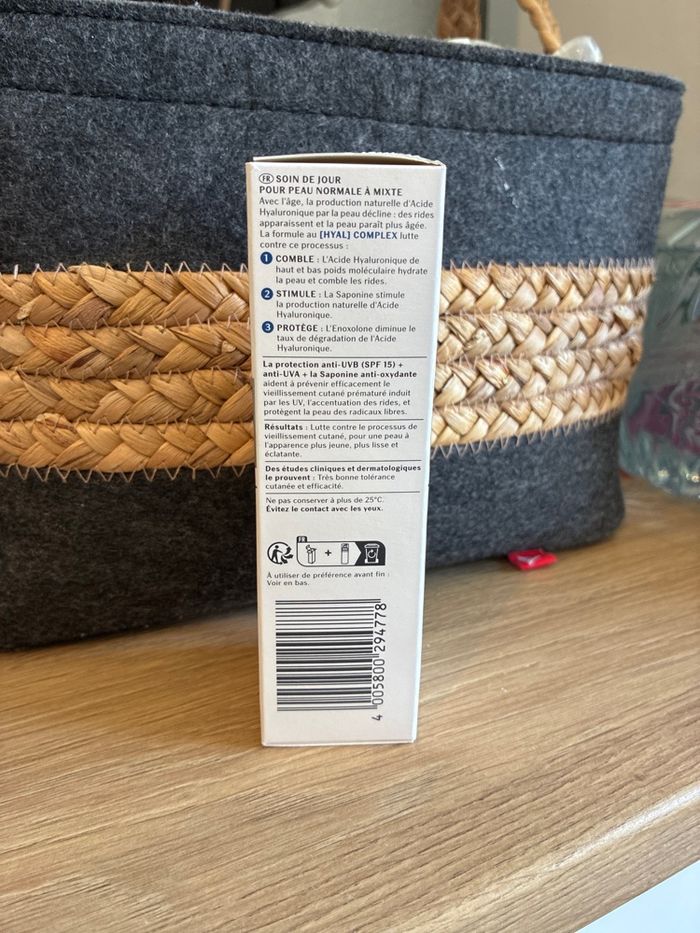 FR SOIN DE JOUR
POUR PEAU NORMALE À MIXTE
Avec l'âge, la production naturelle d'Acide
Hyaluronique par la peau décline : des rides
apparaissent et la peau paraît plus âgée.
La formule au [HYAL] COMPLEX lutte
contre ce processus :
1 COMBLE : L'Acide Hyaluronique de
haut et bas poids moléculaire hydrate
la peau et comble les rides.
2 STIMULE : La Saponine stimule
la production naturelle d'Acide
Hyaluronique.
3 PROTÈGE : L'Enoxolone diminue le
taux de dégradation de l'Acide
Hyaluronique.
La protection anti-UVB (SPF 15) +
anti-UVA + la Saponine anti-oxydante
aident à prévenir efficacement le
vieillissement cutané prématuré induit
par les UV, l'accentuation des rides, et
protègent la peau des radicaux libres.
Résultats : Lutte contre le processus de
vieillissement cutané, pour une peau à
l'apparence plus jeune, plus lisse et
éclatante.
Des études cliniques et dermatologiques
le prouvent : Très bonne tolérance
cutanée et efficacité.
Ne pas conserver à plus de 25°C.
Évitez le contact avec les yeux.
FR
+
À utiliser de préférence avant fin :
Voir en bas.
4 005800 294778